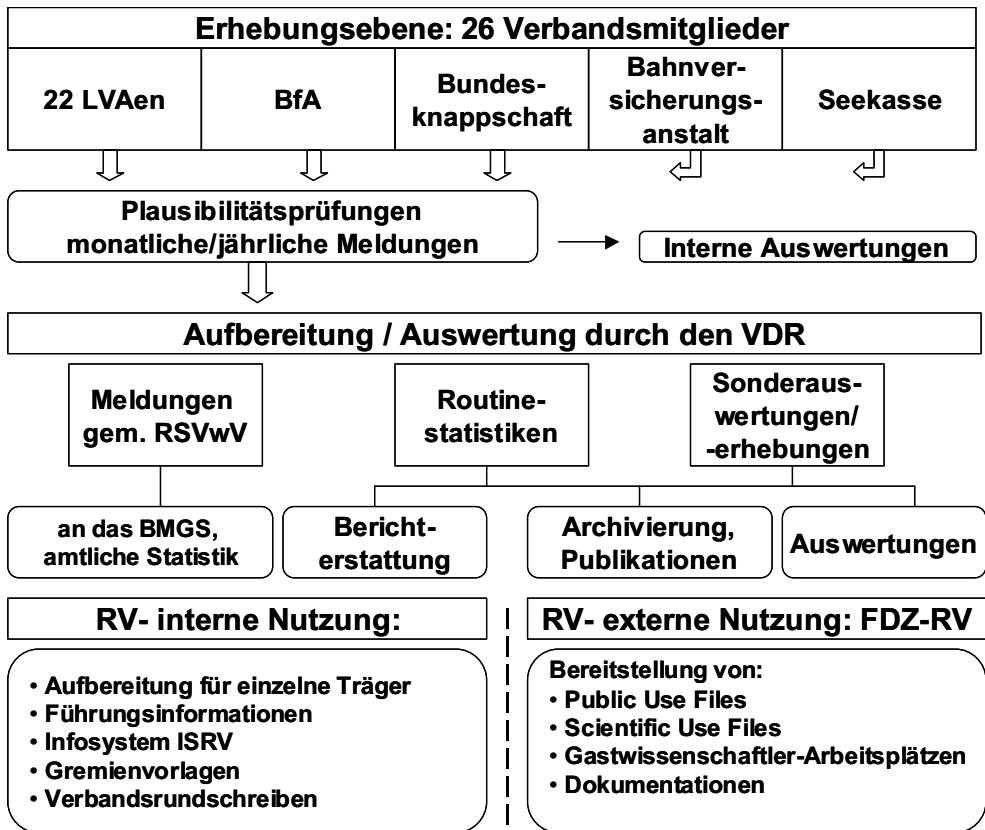 Erhebungsebene: 26 Verbandsmitglieder
22 LVAen
BfA
Bundes-
knappschaft
Bahnver-
sicherungs-
anstalt
Seekasse
Plausibilitätsprüfungen
monatliche/jährliche Meldungen
Interne Auswertungen
Aufbereitung / Auswertung durch den VDR
Meldungen
gem. RSVwV
Routine-
statistiken
Sonderaus-
wertungen/
-erhebungen
an das BMGS,
amtliche Statistik
Bericht-
erstattung
Archivierung,
Publikationen
Auswertungen
RV- interne Nutzung:
• Aufbereitung für einzelne Träger
• Führungsinformationen
• Infosystem ISRV
• Gremienvorlagen
• Verbandsrundschreiben
RV- externe Nutzung: FDZ-RV
Bereitstellung von:
• Public Use Files
• Scientific Use Files
• Gastwissenschaftler-Arbeitsplätzen
• Dokumentationen